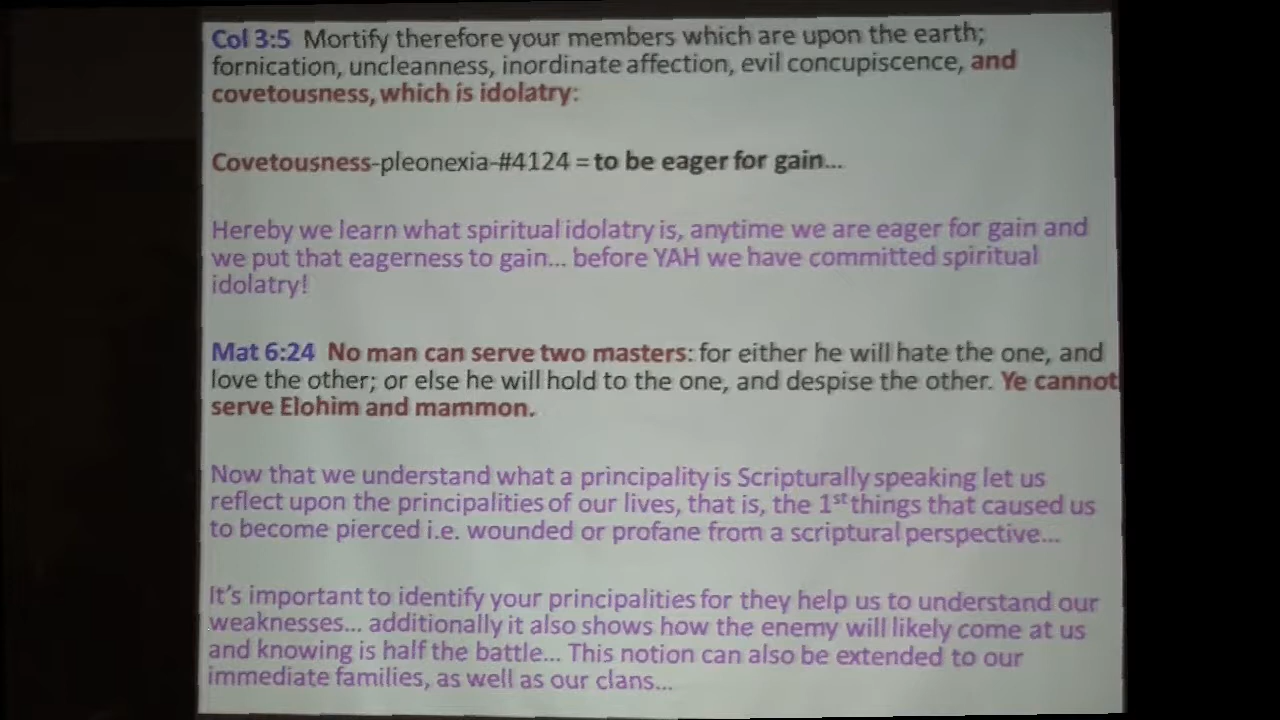 Col 3:5 Mortify therefore your members which are upon the earth;
fornication, uncleanness, inordinate affection, evil concupiscence, and
covetousness, which is idolatry:
Covetousness-pleonexia-#4124 = to be eager for gain...
Hereby we learn what spiritual idolatry is, anytime we are eager for gain and
we put that eagerness to gain... before YAH we have committed spiritual
idolatry!
Mat 6:24 No man can serve two masters: for either he will hate the one, and
love the other; or else he will hold to the one, and despise the other. Ye cannot
serve Elohim and mammon.
Now that we understand what a principality is Scripturally speaking let us
reflect upon the principalities of our lives, that is, the 1st things that caused us
to become pierced i.e. wounded or profane from a scriptural perspective...
It's important to identify your principalities for they help us to understand our
weaknesses... additionally it also shows how the enemy will likely come at us
and knowing is half the battle... This notion can also be extended to our
immediate families, as well as our clans...